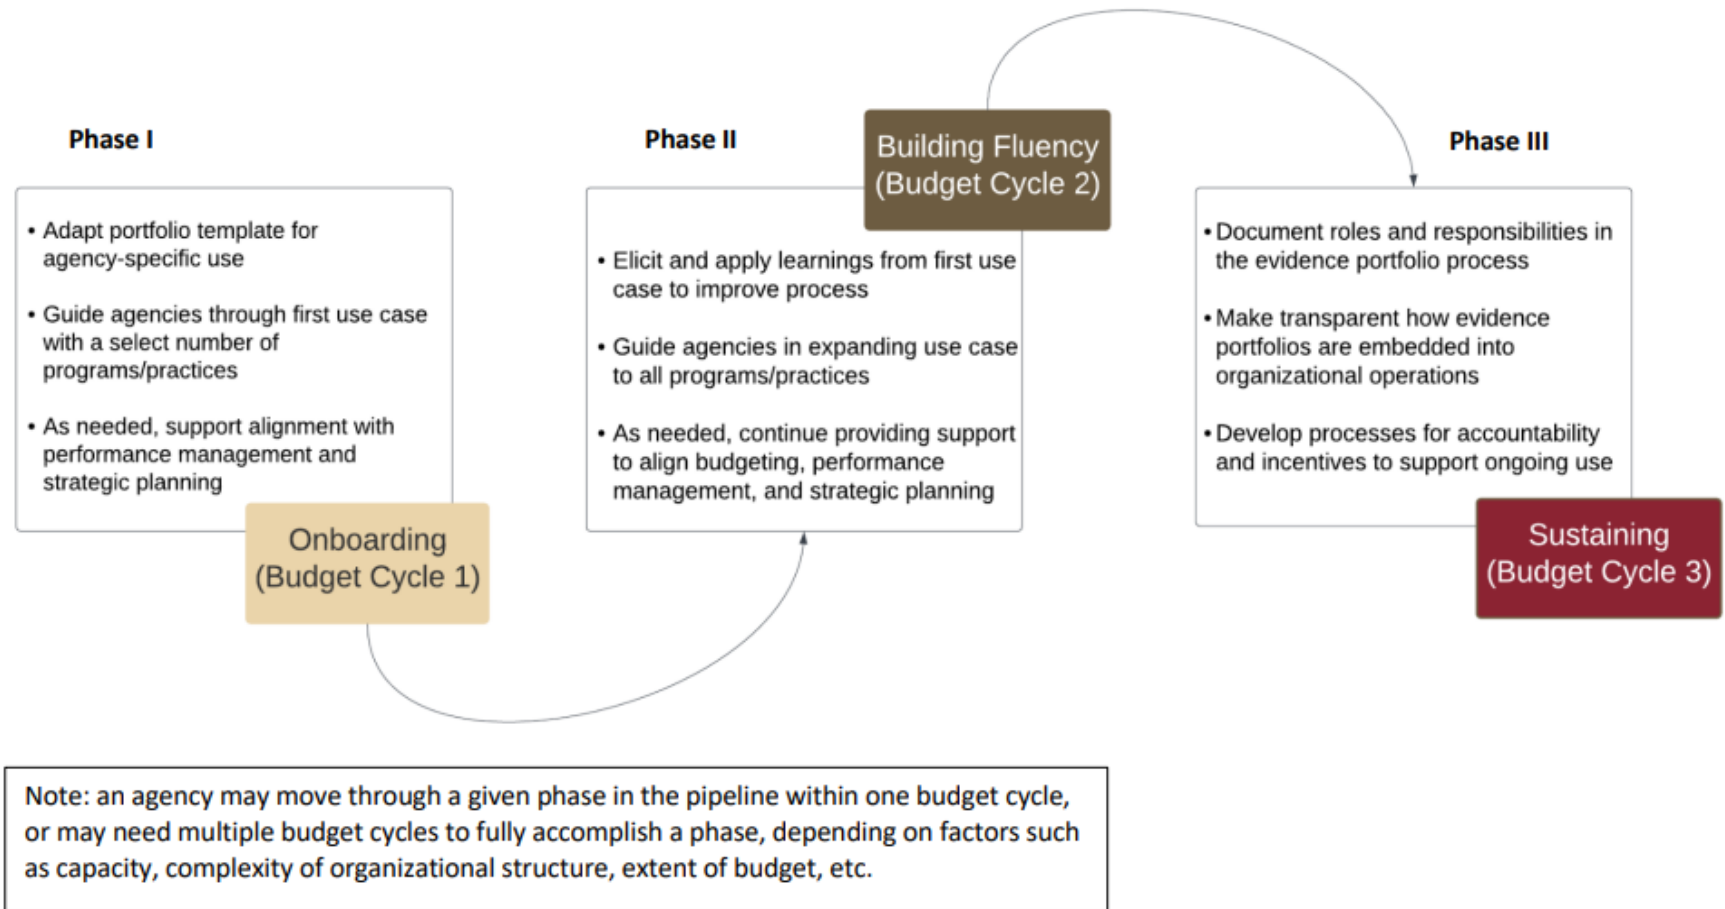 Phase I
• Adapt portfolio template for
agency-specific use
• Guide agencies through first use case
with a select number of
programs/practices
• As needed, support alignment with
performance management and
strategic planning
Onboarding
(Budget Cycle 1)
Phase II
Building Fluency
(Budget Cycle 2)
• Elicit and apply learnings from first use
case to improve process
• Guide agencies in expanding use case
to all programs/practices
• As needed, continue providing support
to align budgeting, performance
management, and strategic planning
Phase III
• Document roles and responsibilities in
the evidence portfolio process
• Make transparent how evidence
portfolios are embedded into
organizational operations
• Develop processes for accountability
and incentives to support ongoing use
Sustaining
(Budget Cycle 3)
Note: an agency may move through a given phase in the pipeline within one budget cycle,
or may need multiple budget cycles to fully accomplish a phase, depending on factors such
as capacity, complexity of organizational structure, extent of budget, etc.